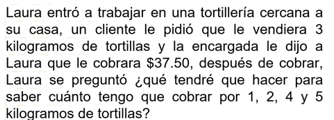 Laura entró a trabajar en una tortillería cercana a
su casa, un cliente le pidió que le vendiera 3
kilogramos de tortillas y la encargada le dijo a
Laura que le cobrara $37.50, después de cobrar,
Laura se preguntó ¿qué tendré que hacer para
saber cuánto tengo que cobrar por 1, 2, 4 y 5
kilogramos de tortillas?